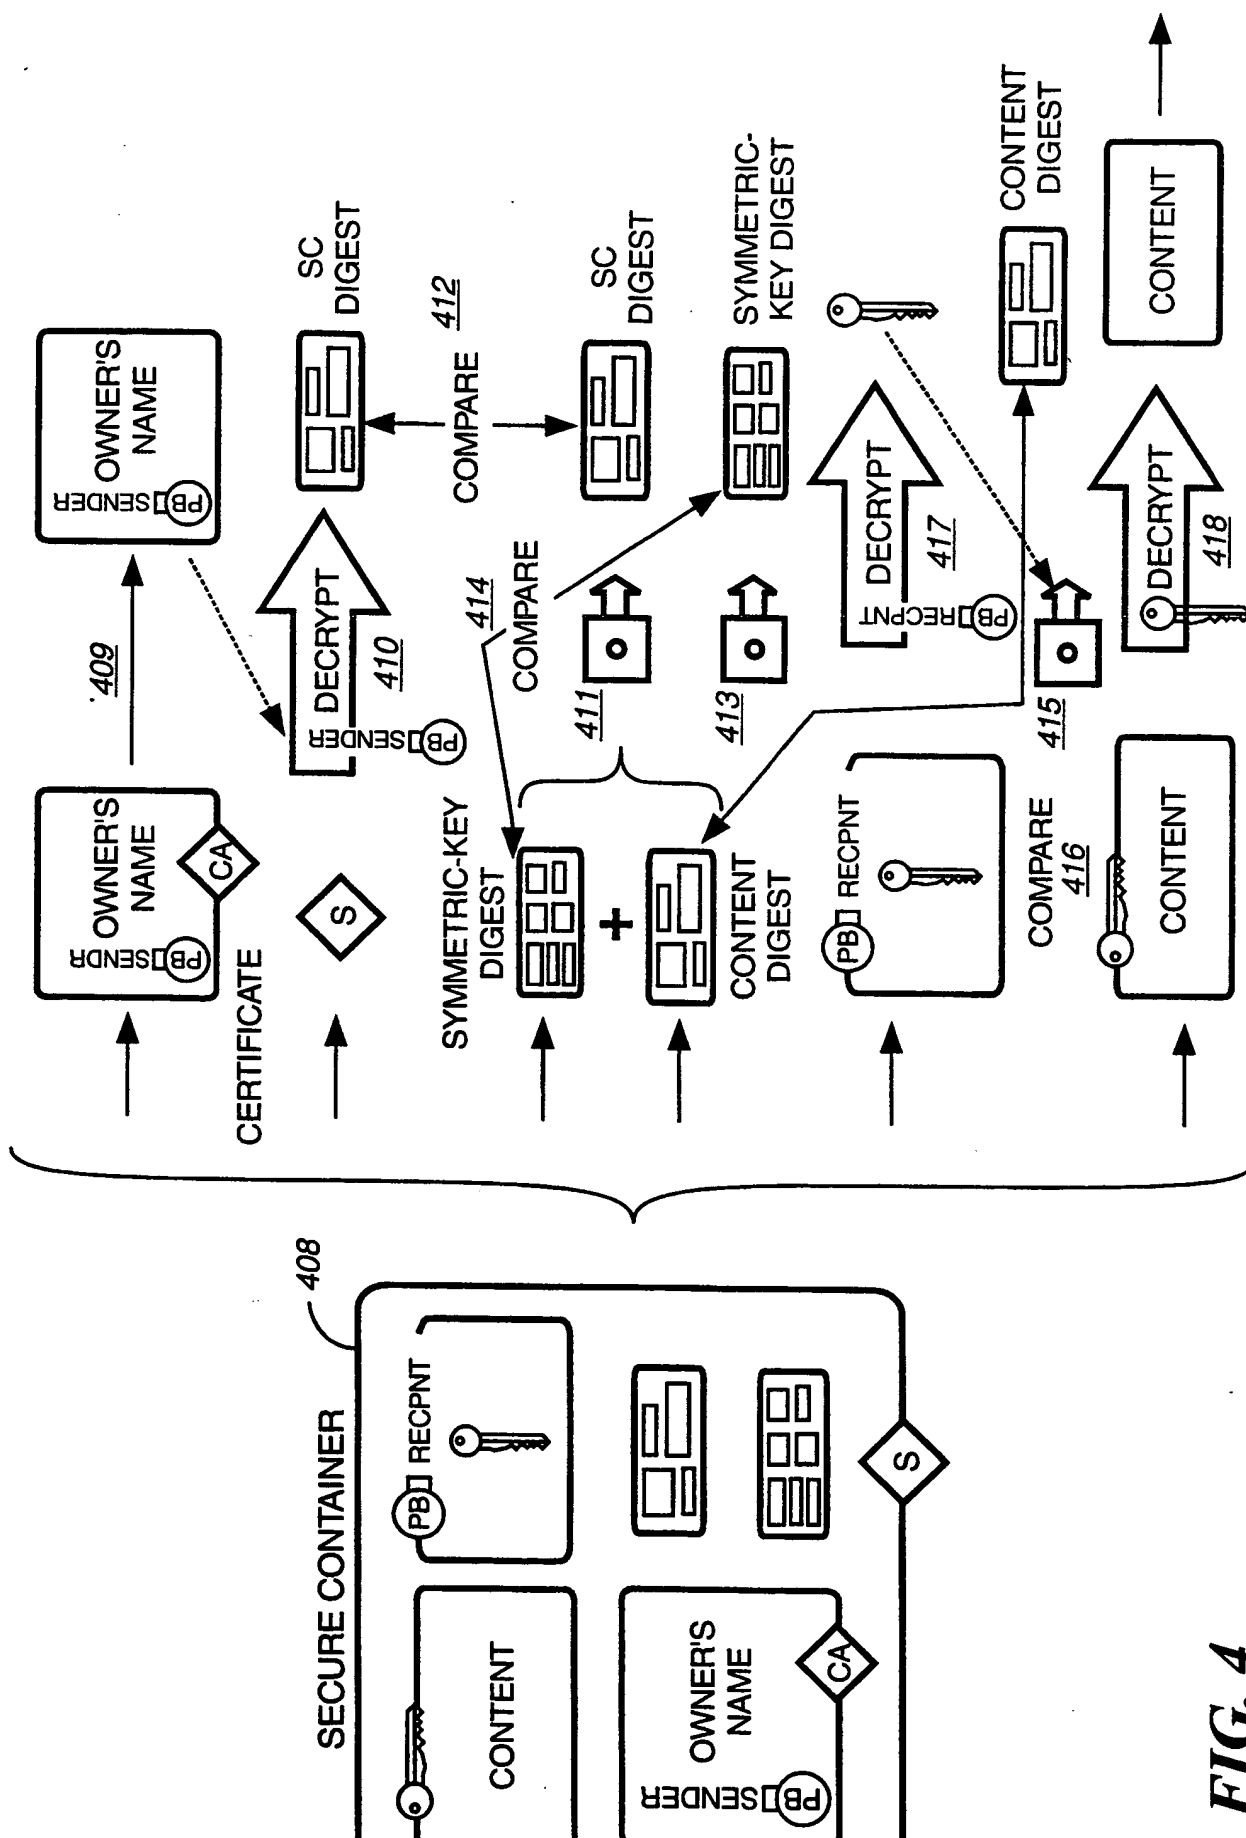 SECURE CONTAINER
408
CONTENT
PB RECPNT
OWNER'S
NAME
PB SENDER
CA
S
OWNER'S
NAME
PB SENDR
CA
CERTIFICATE
409
OWNER'S
NAME
PB SENDER
S
DECRYPT
PB SENDER
410
SC
DIGEST
COMPARE
412
SYMMETRIC-KEY
DIGEST
+
CONTENT
DIGEST
414
COMPARE
411
SC
DIGEST
413
SYMMETRIC-
KEY DIGEST
PB RECPNT
DECRYPT
PB RECPNT
417
COMPARE
416
415
CONTENT
DIGEST
CONTENT
DECRYPT
418
CONTENT
FIG. 4